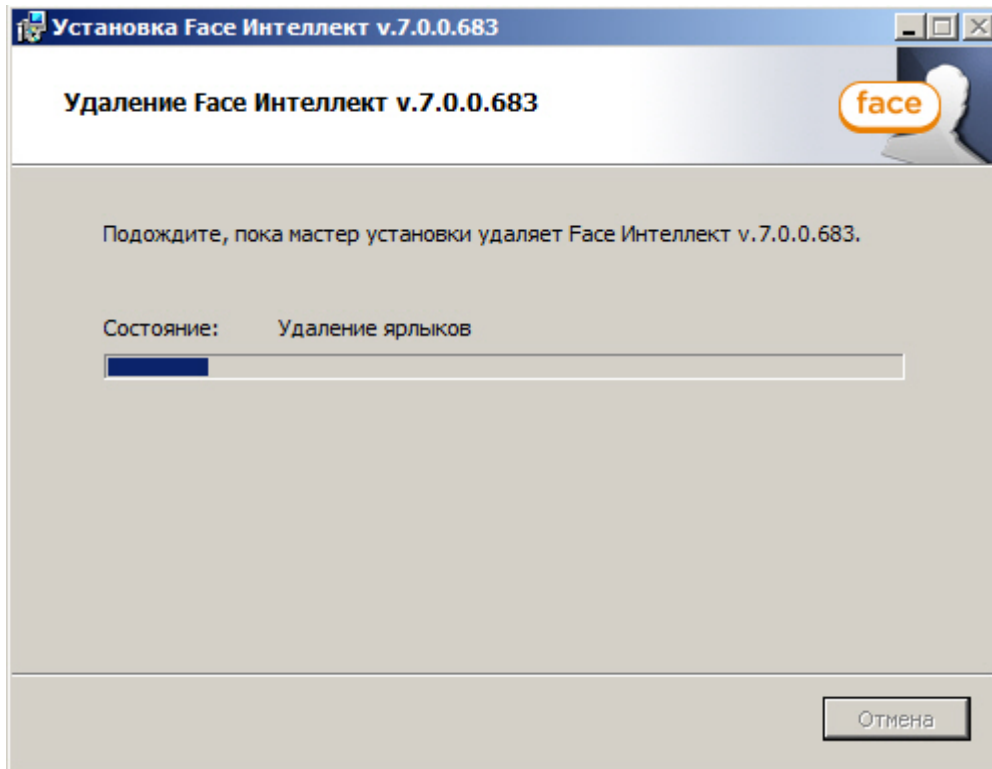 Установка Face Интеллект v.7.0.0.683
Удаление Face Интеллект v.7.0.0.683
face
Подождите, пока мастер установки удаляет Face Интеллект v.7.0.0.683.
Состояние: Удаление ярлыков
Отмена